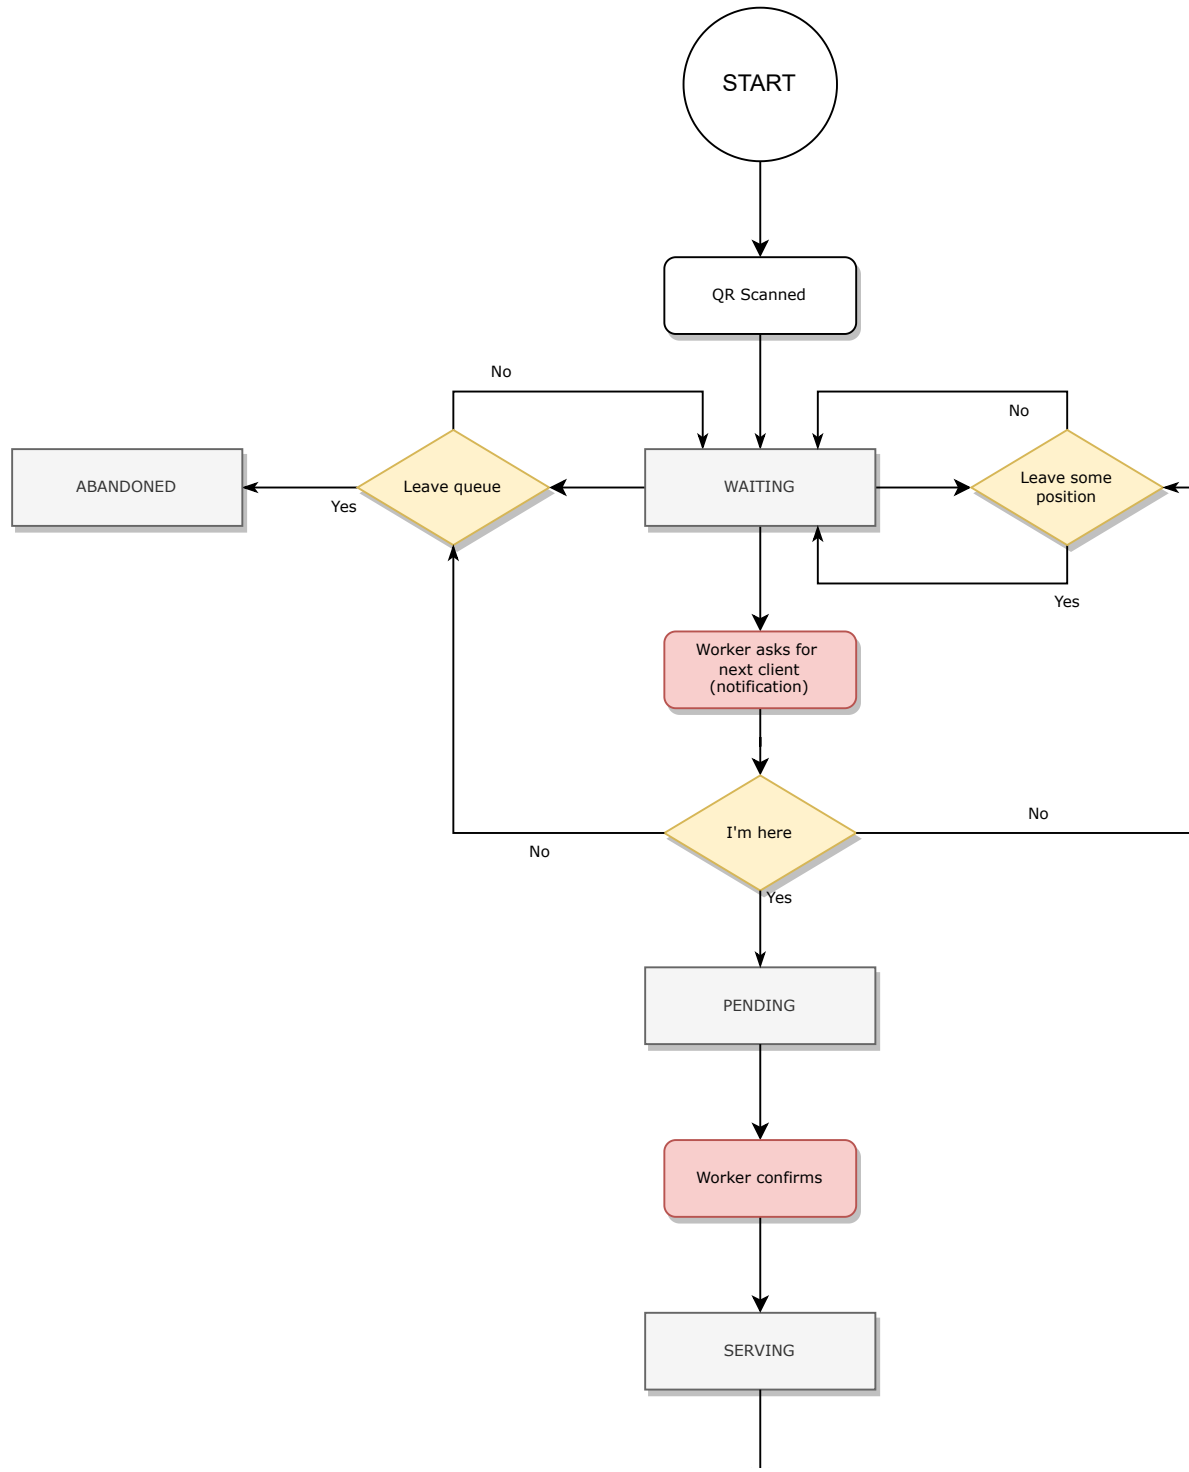 START
QR Scanned
No
No
ABANDONED
Yes
Leave queue
WAITING
Leave some
position
Yes
Worker asks for
next client
(notification)
I'm here
No
No
Yes
PENDING
Worker confirms
SERVING